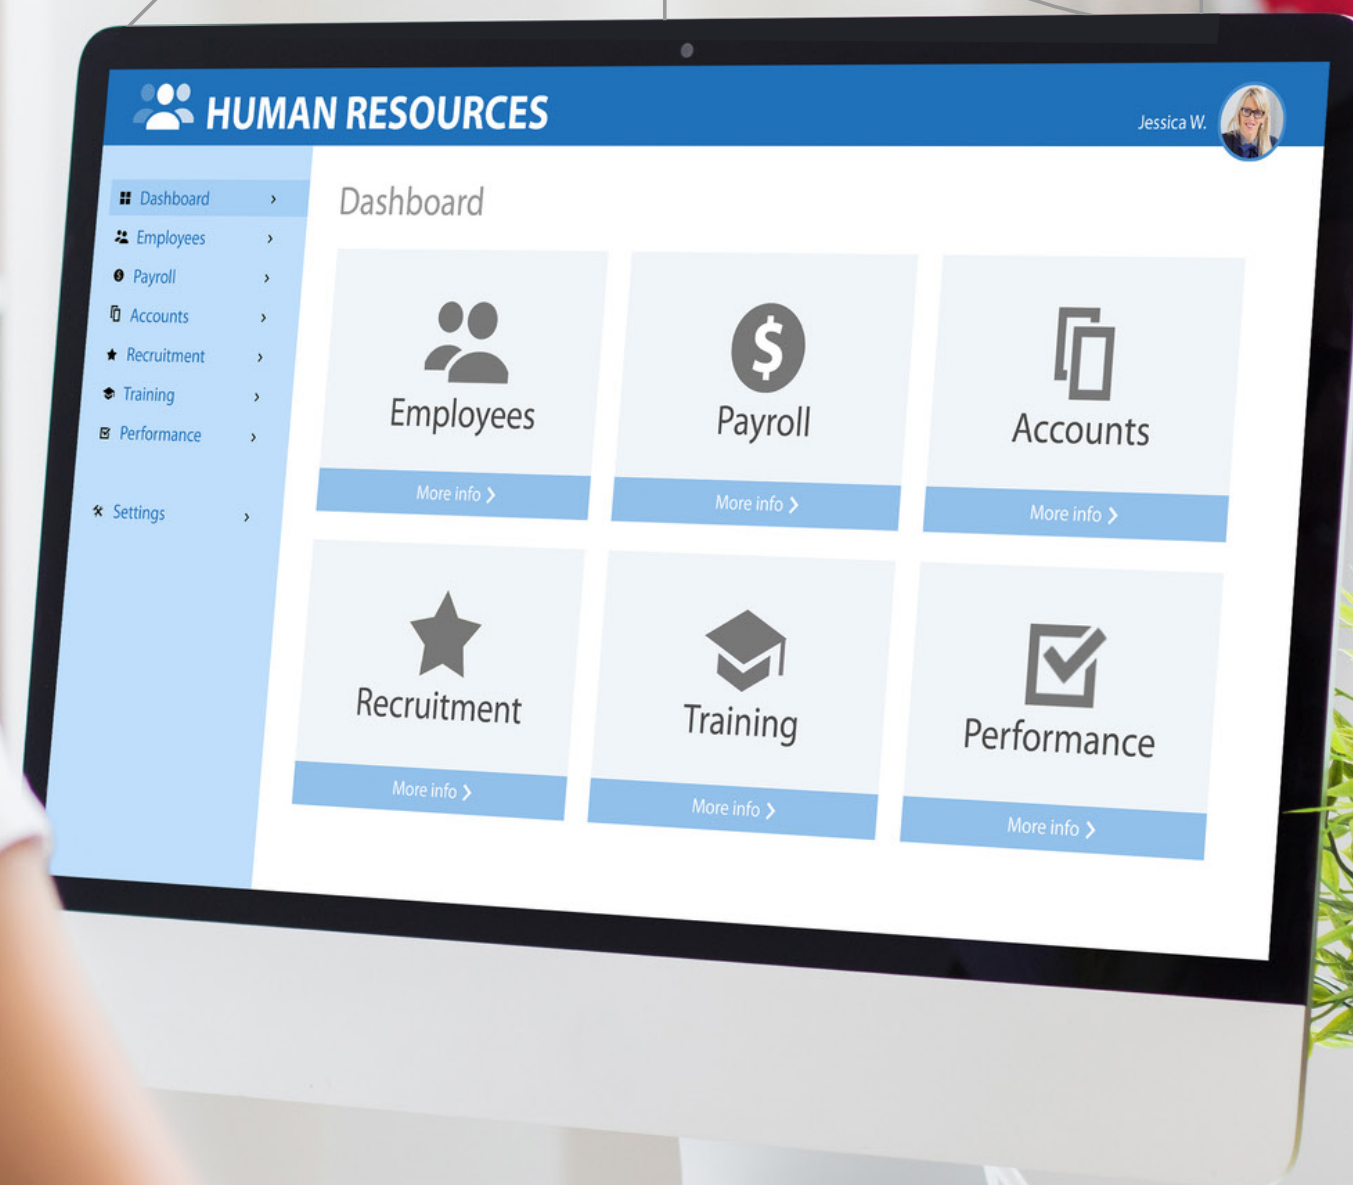 HUMAN RESOURCES
Jessica W.
Dashboard
Employees
Payroll
Accounts
Recruitment
Training
Performance
Settings
Dashboard
Employees
More info
Payroll
More info
Accounts
More info
Recruitment
More info
Training
More info
Performance
More info